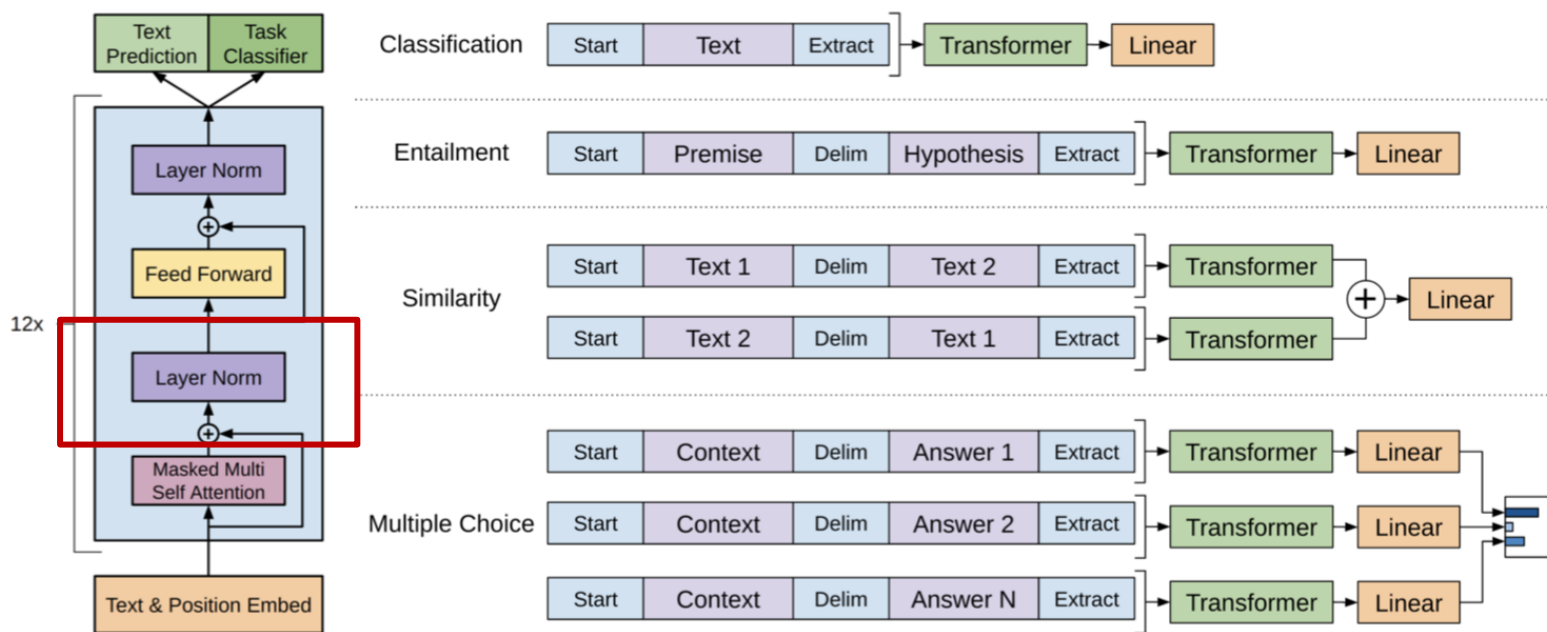 Text
Prediction
Task
Classifier
12x
Layer Norm
Feed Forward
Layer Norm
Masked Multi
Self Attention
Text & Position Embed
Classification
Start Text Extract Transformer Linear
Entailment
Start Premise Delim Hypothesis Extract Transformer Linear
Similarity
Start Text 1 Delim Text 2 Extract Transformer
Start Text 2 Delim Text 1 Extract Transformer
Linear
Multiple Choice
Start Context Delim Answer 1 Extract Transformer Linear
Start Context Delim Answer 2 Extract Transformer Linear
Start Context Delim Answer N Extract Transformer Linear